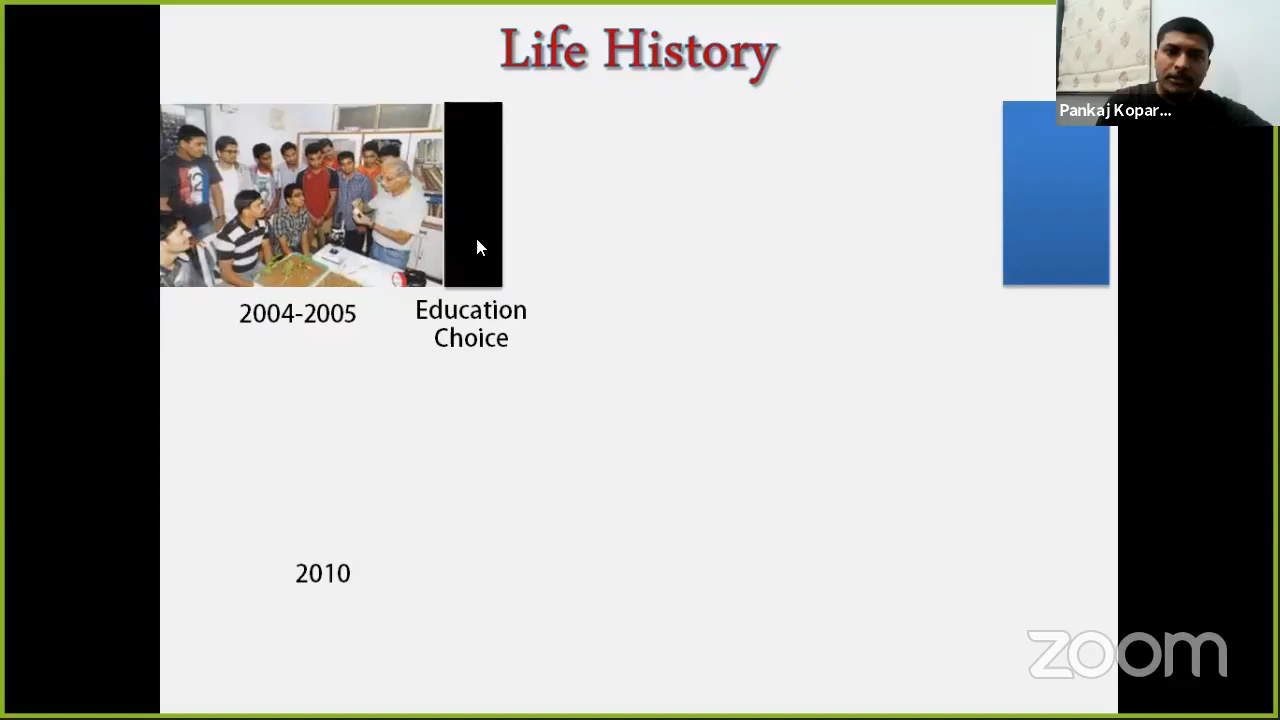 Life History
Pankaj Kopar...
2004-2005
Education
Choice
2010
zoom